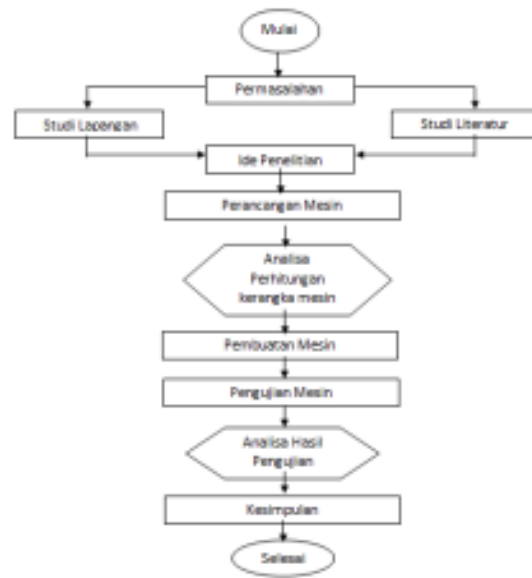 Mulai
Permasalahan
Studi Lapangan
Studi Literatur
Ide Penelitian
Perancangan Mesin
Analisa
Perhitungan
kerangka mesin
Pembuatan Mesin
Pengujian Mesin
Analisa Hasil
Pengujian
Kesimpulan
Selesai